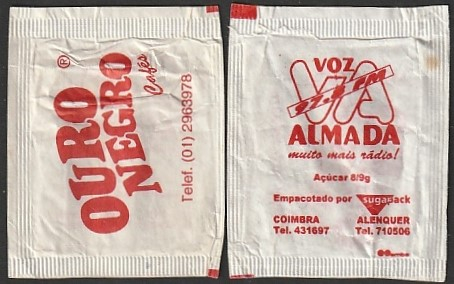 OURO ®
NEGRO
Cafés
Telef. (01) 2963978
VOZ
VA
97.8 FM
ALMADA
muito mais rádio!
Açúcar 8/9g
Empacotado por sugarpack
COIMBRA ALENQUER
Tel. 431697 Tel. 710506